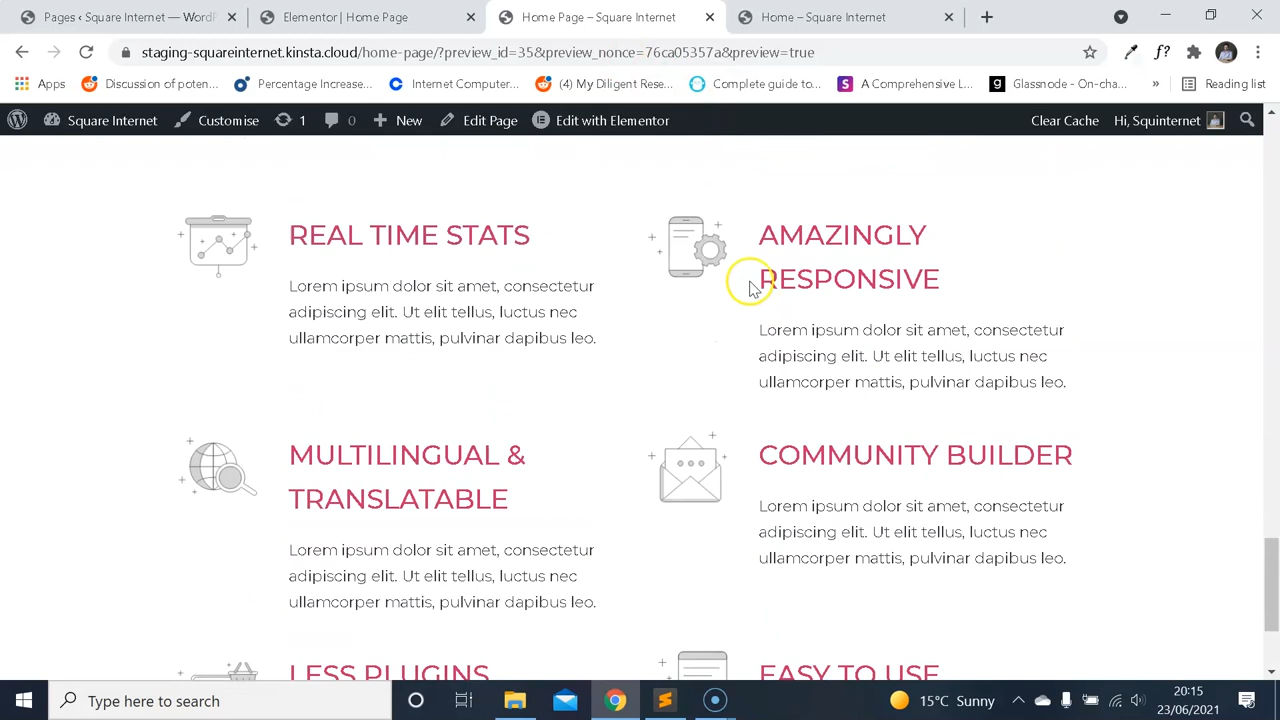 Pages ‹ Square Internet — WordP
Elementor | Home Page
Home Page – Square Internet
Home – Square Internet
staging-squareinternet.kinsta.cloud/home-page/?preview_id=35&preview_nonce=76ca05357a&preview=true
f?
Apps
Discussion of poten...
Percentage Increase...
Internet Computer...
(4) My Diligent Rese...
Complete guide to...
A Comprehensive L...
Glassnode - On-cha...
»
Reading list
Square Internet
Customise
1
0
New
Edit Page
Edit with Elementor
Clear Cache
Hi, Squinternet
REAL TIME STATS
Lorem ipsum dolor sit amet, consectetur
adipiscing elit. Ut elit tellus, luctus nec
ullamcorper mattis, pulvinar dapibus leo.
AMAZINGLY
RESPONSIVE
Lorem ipsum dolor sit amet, consectetur
adipiscing elit. Ut elit tellus, luctus nec
ullamcorper mattis, pulvinar dapibus leo.
MULTILINGUAL &
TRANSLATABLE
Lorem ipsum dolor sit amet, consectetur
adipiscing elit. Ut elit tellus, luctus nec
ullamcorper mattis, pulvinar dapibus leo.
COMMUNITY BUILDER
Lorem ipsum dolor sit amet, consectetur
adipiscing elit. Ut elit tellus, luctus nec
ullamcorper mattis, pulvinar dapibus leo.
LESS PLUGINS
EASY TO USE
Type here to search
15°C Sunny
20:15
23/06/2021